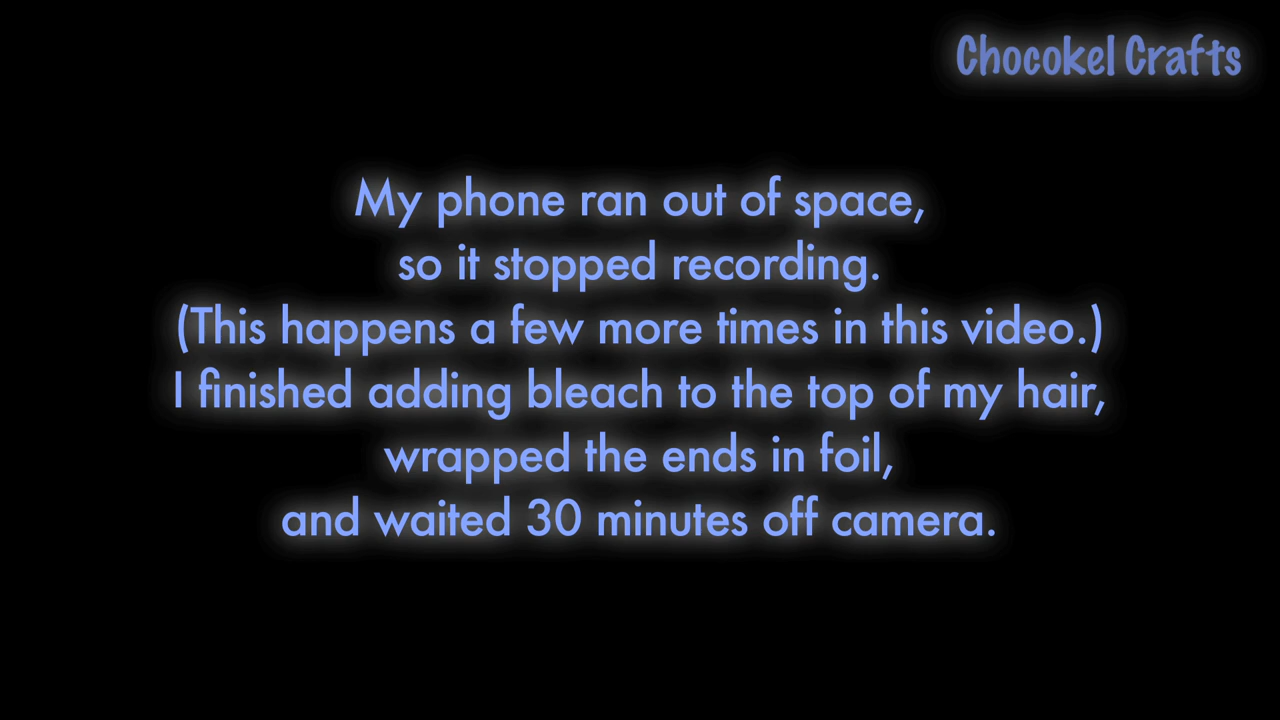 Chocokel Crafts
My phone ran out of space,
so it stopped recording.
(This happens a few more times in this video.)
I finished adding bleach to the top of my hair,
wrapped the ends in foil,
and waited 30 minutes off camera.